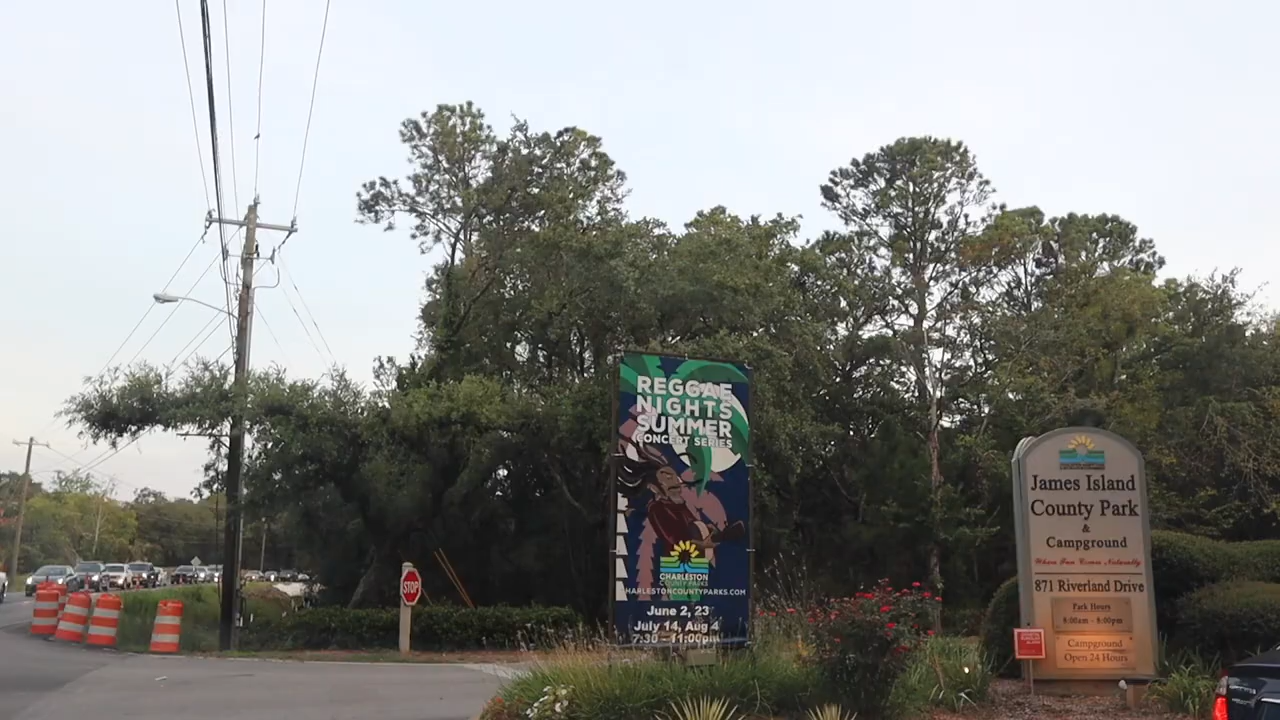 REGGAE
NIGHTS
SUMMER
CONCERT SERIES
CHARLESTON
COUNTY PARKS
HARLESTONCOUNTYPARKS.COM
June 2, 23
July 14, Aug 4
7:30 - 11:00pm
STOP
James Island
County Park
&
Campground
Where Fun Comes Naturally
871 Riverland Drive
Park Hours
8:00am - 8:00pm
Campground
Open 24 Hours